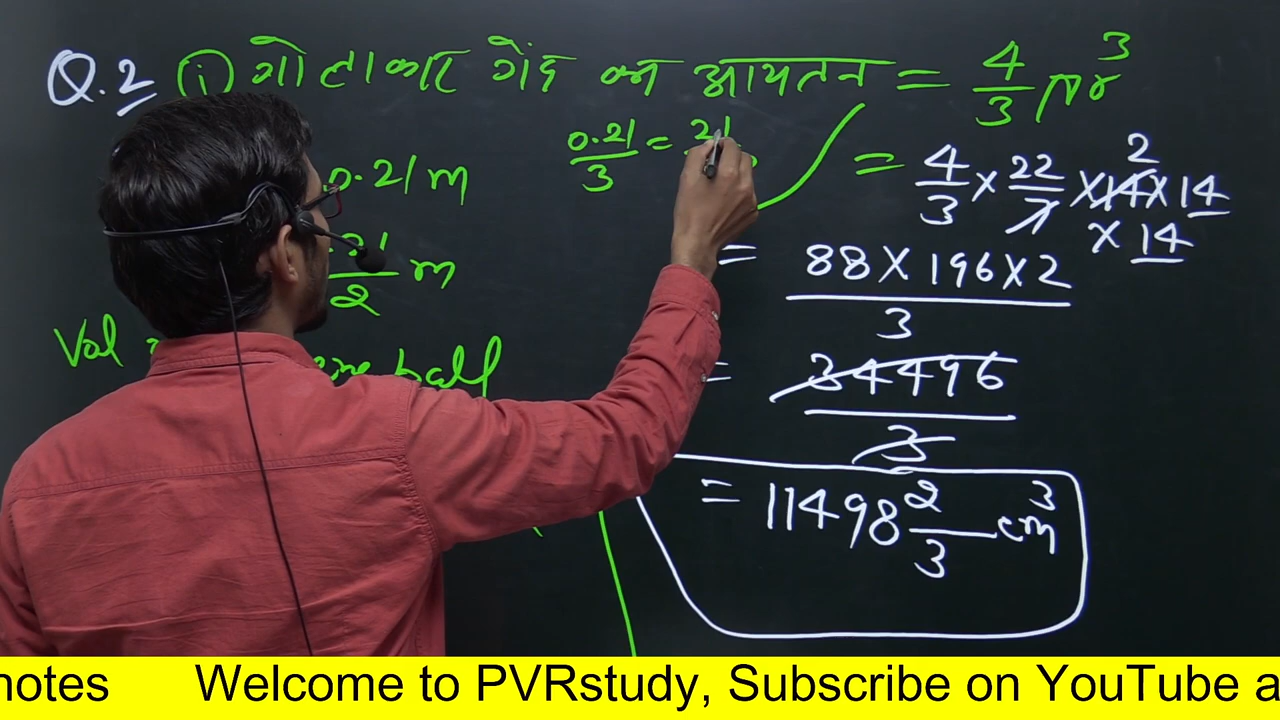 Q.2 (i) गोलाकार गेंद का आयतन = 4/3 πr³
0.21/3 = 21
= 4/3 × 22/7 × 14 × 14 × 14
2
0.21 m
= 88 × 196 × 2 / 3
21/2 m
Val ball
= 34496 / 3
= 11498 2/3 cm³
notes Welcome to PVRstudy, Subscribe on YouTube a